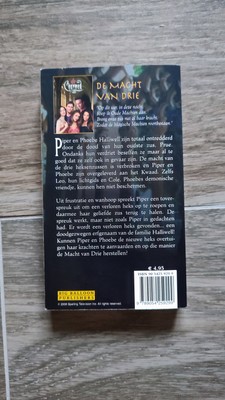 Charmed
DE MACHT
VAN DRIE
Piper en Phoebe Halliwell zijn totaal ontredderd
door de dood van hun oudste zus, Prue.
Ondanks hun verdriet beseffen ze maar al te
goed dat ze zelf ook in gevaar zijn. De macht van
de drie heksenzussen is verbroken en Piper en
Phoebe zijn overgeleverd aan het Kwaad. Zelfs
Leo, hun lichtgids en Cole, Phoebes demonische
vriendje, kunnen hen niet beschermen.
Uit frustratie en wanhoop spreekt Piper een tover-
spreuk uit om een verloren heks op te roepen en
daarmee haar geliefde zus terug te halen. De
spreuk werkt, maar niet zoals Piper en gedachten
had. Er wordt een verloren heks gevonden... een
doodgewegen erfgenaam van de familie Halliwell!
Kunnen Piper en Phoebe de nieuwe heks overtui-
gen haar krachten te aanvaarden en op die manier
de Macht van Drie herstellen?
€ 4,95
BIG BALLOON
PUBLISHERS